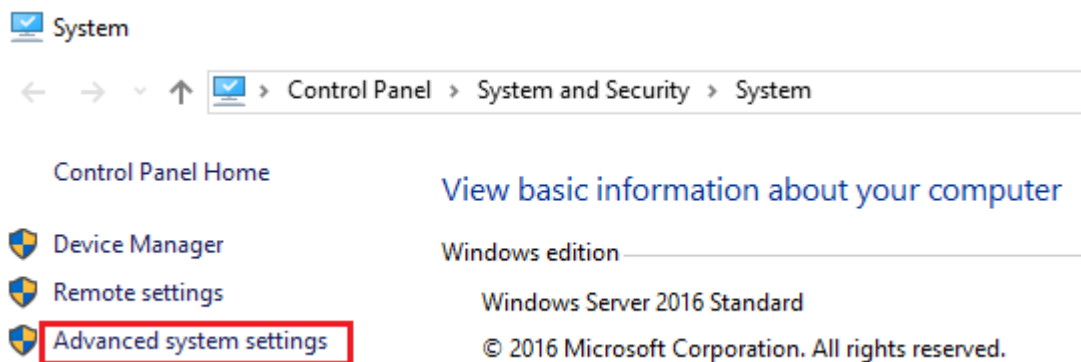 System
Control Panel > System and Security > System
Control Panel Home
Device Manager
Remote settings
Advanced system settings
View basic information about your computer
Windows edition
Windows Server 2016 Standard
© 2016 Microsoft Corporation. All rights reserved.